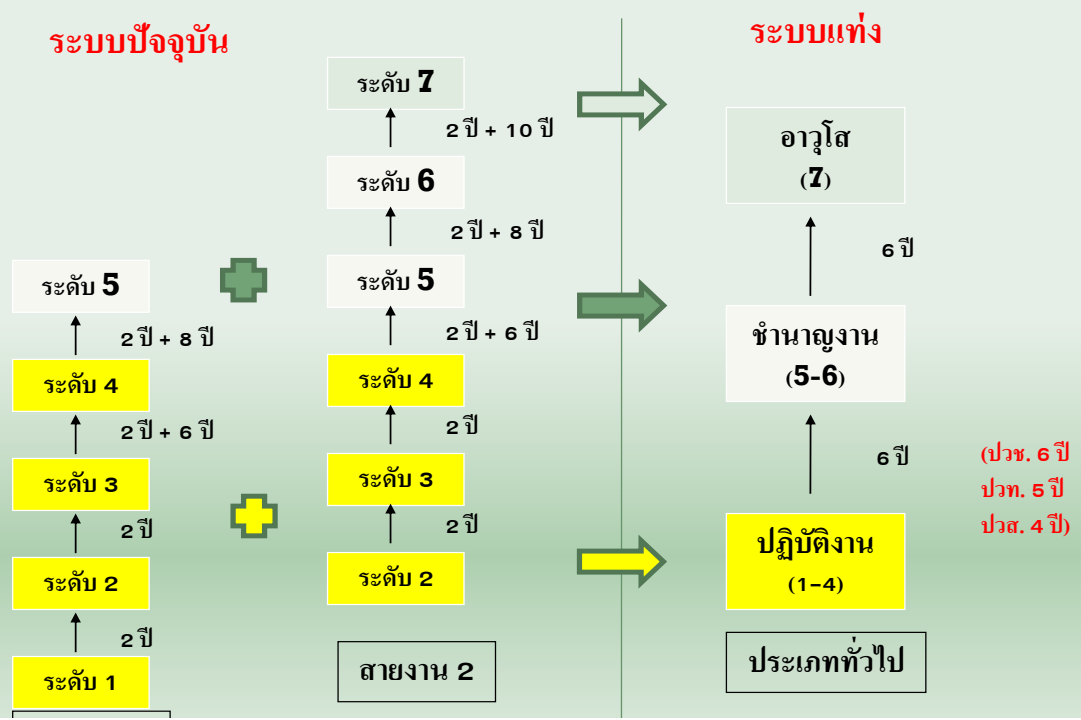 ระบบปัจจุบัน
ระดับ 5
2 ปี + 8 ปี
ระดับ 4
2 ปี + 6 ปี
ระดับ 3
2 ปี
ระดับ 2
2 ปี
ระดับ 1
ระดับ 7
2 ปี + 10 ปี
ระดับ 6
2 ปี + 8 ปี
ระดับ 5
2 ปี + 6 ปี
ระดับ 4
2 ปี
ระดับ 3
2 ปี
ระดับ 2
สายงาน 2
ระบบแท่ง
อาวุโส
(7)
6 ปี
ชำนาญงาน
(5-6)
6 ปี
(ปวช. 6 ปี
ปวท. 5 ปี
ปวส. 4 ปี)
ปฏิบัติงาน
(1-4)
ประเภททั่วไป